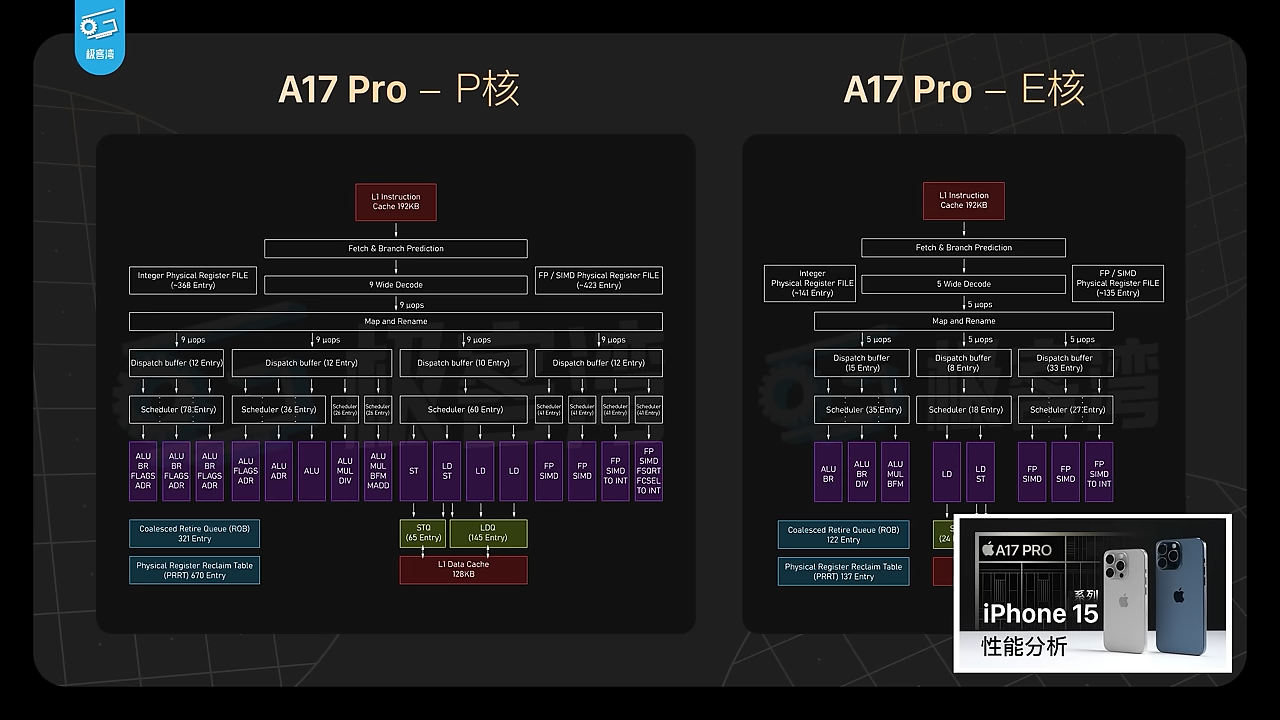 极客湾
A17 Pro – P核
L1 Instruction
Cache 192KB
Fetch & Branch Prediction
Integer Physical Register FILE
(~368 Entry)
9 Wide Decode
FP / SIMD Physical Register FILE
(~423 Entry)
9 μops
Map and Rename
9 μops
9 μops
9 μops
9 μops
Dispatch buffer (12 Entry)
Dispatch buffer (12 Entry)
Dispatch buffer (10 Entry)
Dispatch buffer (12 Entry)
Scheduler (78 Entry)
Scheduler (36 Entry)
Scheduler
(26 Entry)
Scheduler
(25 Entry)
Scheduler (60 Entry)
Scheduler
(41 Entry)
Scheduler
(41 Entry)
Scheduler
(41 Entry)
Scheduler
(41 Entry)
ALU
BR
FLAGS
ADR
ALU
BR
FLAGS
ADR
ALU
BR
FLAGS
ADR
ALU
FLAGS
ADR
ALU
ADR
ALU
ALU
MUL
DIV
ALU
MUL
BFM
MADD
ST
LD
ST
LD
LD
FP
SIMD
FP
SIMD
FP
SIMD
TO INT
FP
SIMD
FSQRT
FCSEL
TO INT
Coalesced Retire Queue (ROB)
321 Entry
STQ
(65 Entry)
LDQ
(145 Entry)
Physical Register Reclaim Table
(PRRT) 670 Entry
L1 Data Cache
128KB
A17 Pro – E核
L1 Instruction
Cache 192KB
Fetch & Branch Prediction
Integer
Physical Register FILE
(~141 Entry)
5 Wide Decode
FP / SIMD
Physical Register FILE
(~135 Entry)
5 μops
Map and Rename
5 μops
5 μops
5 μops
Dispatch buffer
(15 Entry)
Dispatch buffer
(8 Entry)
Dispatch buffer
(33 Entry)
Scheduler (35 Entry)
Scheduler (18 Entry)
Scheduler (27 Entry)
ALU
BR
ALU
BR
DIV
ALU
MUL
BFM
LD
LD
ST
FP
SIMD
FP
SIMD
FP
SIMD
TO INT
Coalesced Retire Queue (ROB)
122 Entry
(24
Physical Register Reclaim Table
(PRRT) 137 Entry
A17 PRO
系列
iPhone 15
性能分析